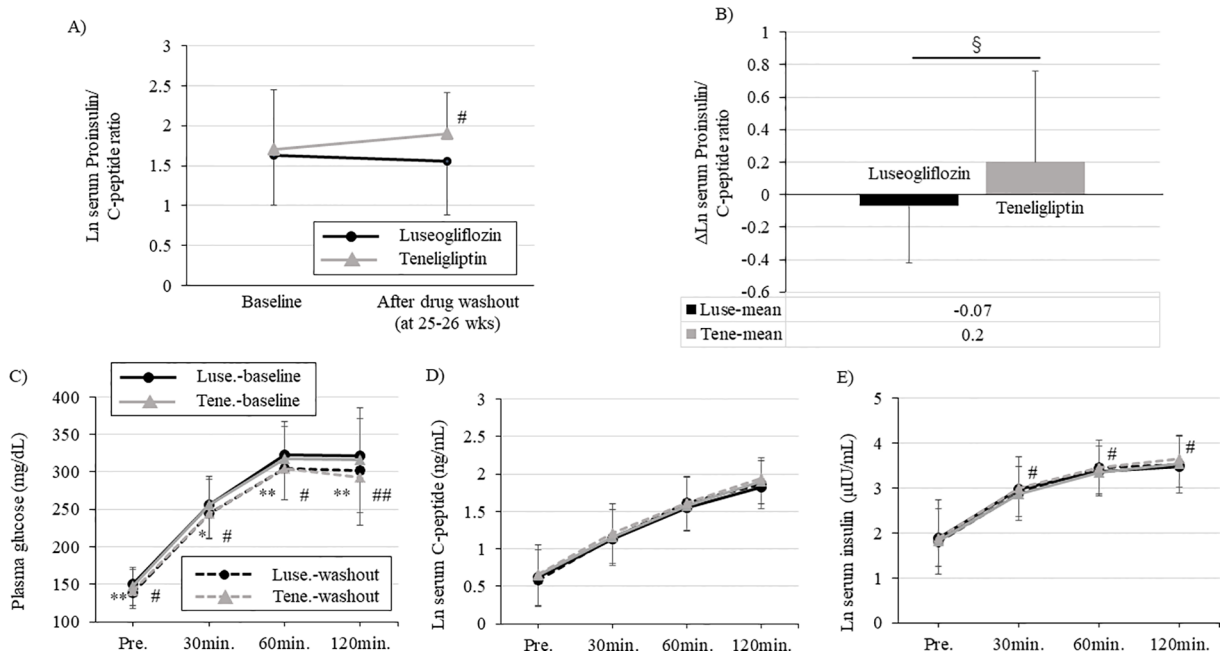 A)
Ln serum Proinsulin/
C-peptide ratio
3
2.5
2
1.5
1
0.5
0
#
Luseogliflozin
Teneligliptin
Baseline
After drug washout
(at 25-26 wks)
B)
ΔLn serum Proinsulin/
C-peptide ratio
1
0.8
0.6
0.4
0.2
0
-0.2
-0.4
-0.6
§
Luseogliflozin
Teneligliptin
Luse-mean
-0.07
Tene-mean
0.2
C)
Luse.-baseline
Tene.-baseline
Plasma glucose (mg/dL)
400
350
300
250
200
150
100
** #
* #
** #
** ##
Luse.-washout
Tene.-washout
Pre. 30min. 60min. 120min.
D)
Ln serum C-peptide (ng/mL)
3
2.5
2
1.5
1
0.5
0
Pre. 30min. 60min. 120min.
E)
Ln serum insulin (μIU/mL)
5
4
3
2
1
0
# # #
Pre. 30min. 60min. 120min.